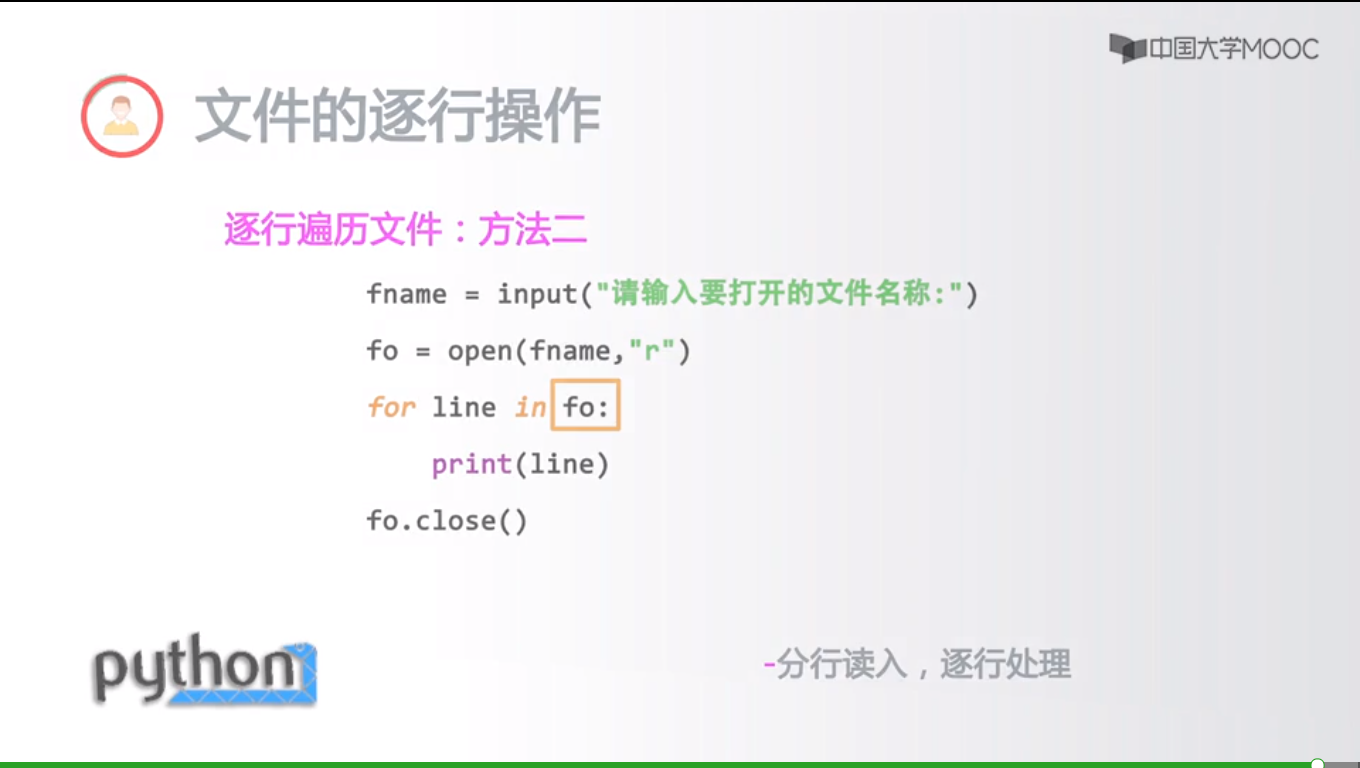 中国大学MOOC
文件的逐行操作
逐行遍历文件：方法二
fname = input("请输入要打开的文件名称:")
fo = open(fname,"r")
for line in fo:
    print(line)
fo.close()
python
-分行读入，逐行处理